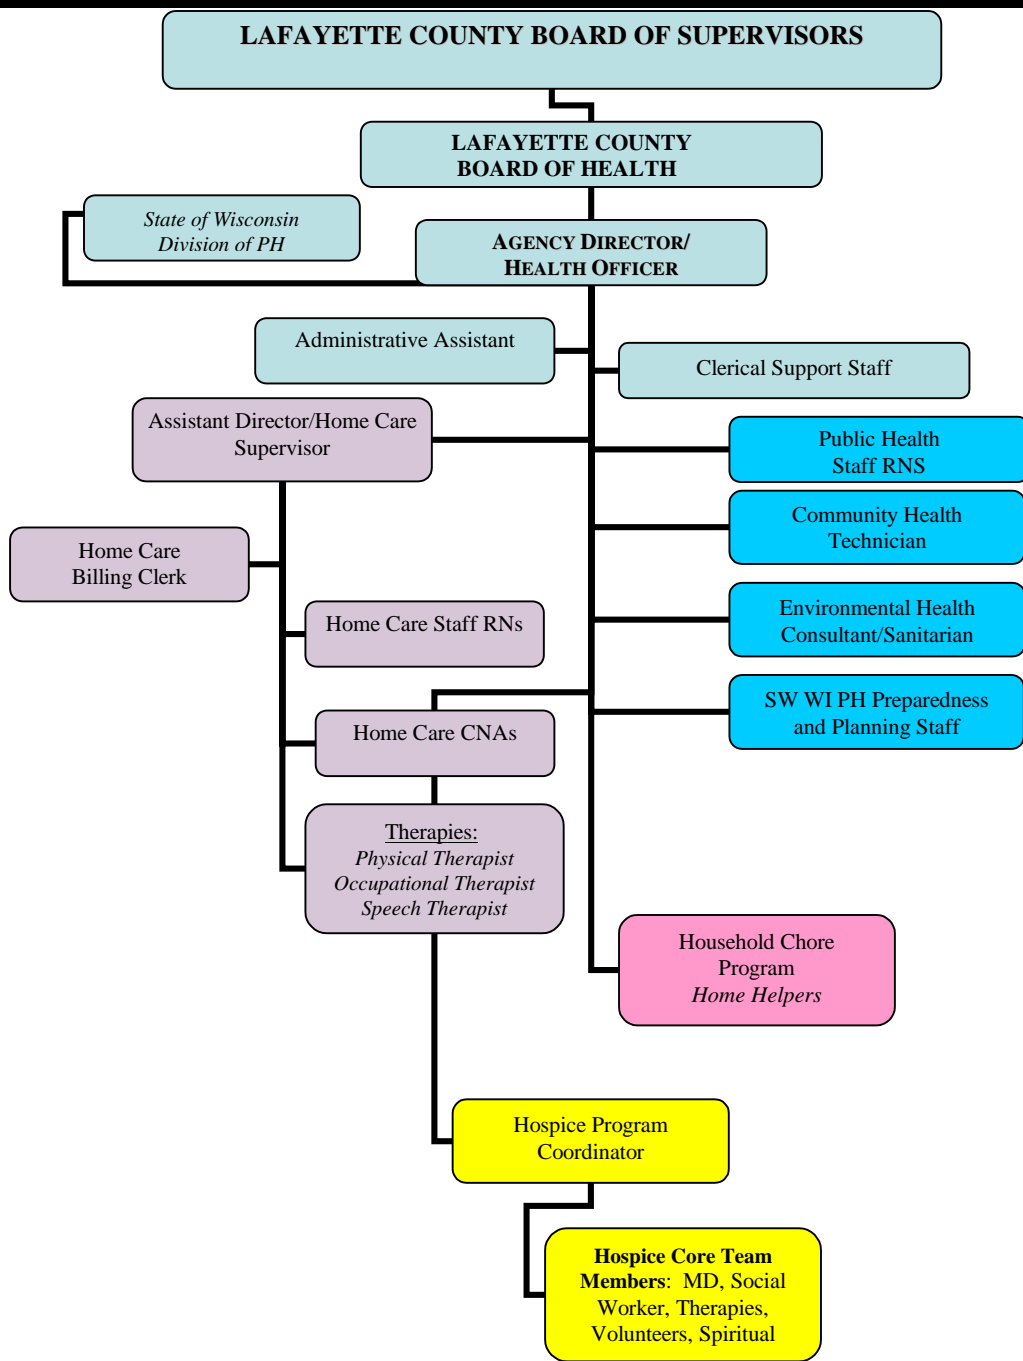 LAFAYETTE COUNTY BOARD OF SUPERVISORS
LAFAYETTE COUNTY
BOARD OF HEALTH
State of Wisconsin
Division of PH
AGENCY DIRECTOR/
HEALTH OFFICER
Administrative Assistant
Clerical Support Staff
Assistant Director/Home Care
Supervisor
Public Health
Staff RNS
Community Health
Technician
Home Care
Billing Clerk
Environmental Health
Consultant/Sanitarian
Home Care Staff RNs
SW WI PH Preparedness
and Planning Staff
Home Care CNAs
Therapies:
Physical Therapist
Occupational Therapist
Speech Therapist
Household Chore
Program
Home Helpers
Hospice Program
Coordinator
Hospice Core Team
Members: MD, Social
Worker, Therapies,
Volunteers, Spiritual